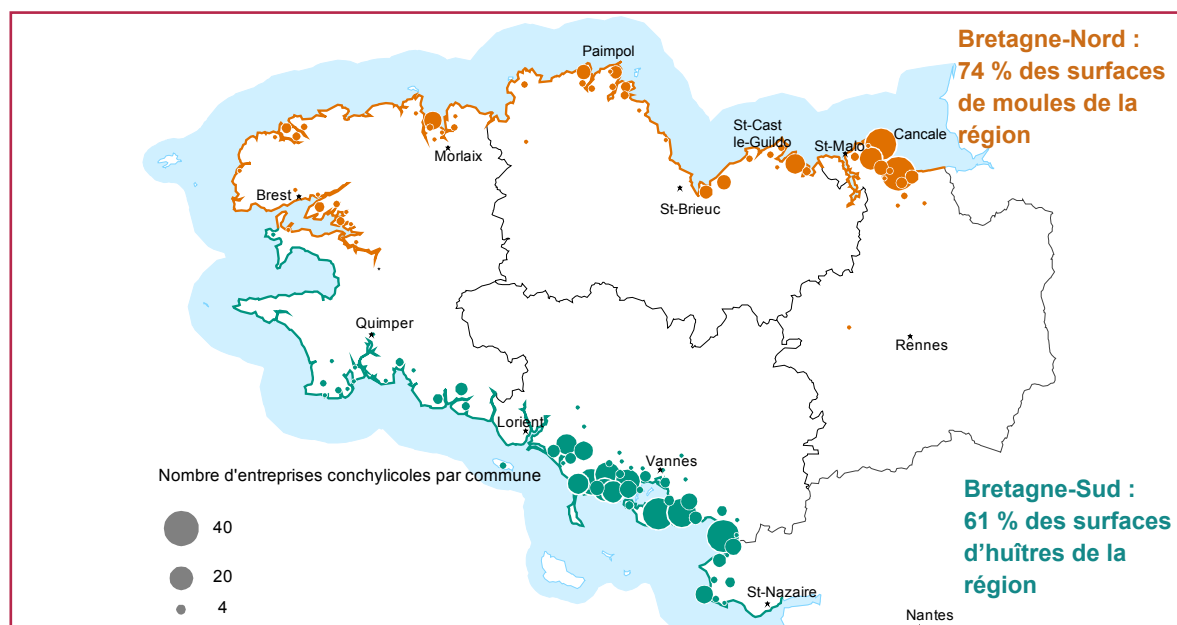 Bretagne-Nord :
74 % des surfaces
de moules de la
région
Paimpol
St-Cast
le-Guildo
St-Malo
Cancale
Morlaix
Brest
St-Brieuc
Quimper
Rennes
Lorient
Vannes
Nombre d'entreprises conchylicoles par commune
40
20
4
Bretagne-Sud :
61 % des surfaces
d'huîtres de la
région
St-Nazaire
Nantes